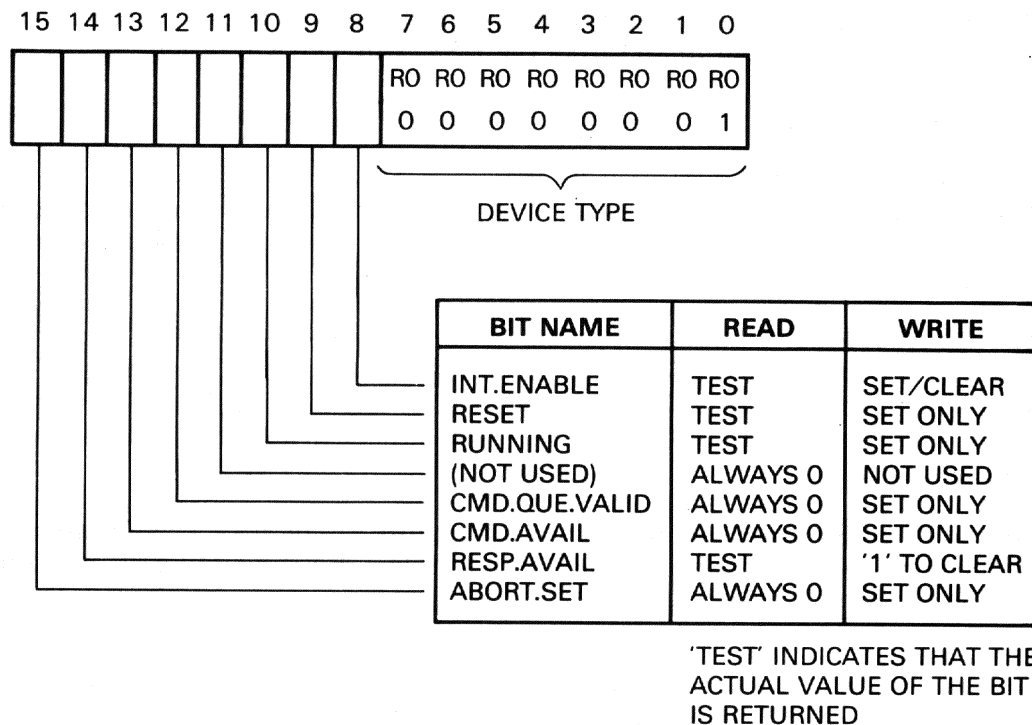 15 14 13 12 11 10 9 8 7 6 5 4 3 2 1 0
RO RO RO RO RO RO RO RO
0 0 0 0 0 0 0 1
DEVICE TYPE
BIT NAME READ WRITE
INT.ENABLE TEST SET/CLEAR
RESET TEST SET ONLY
RUNNING TEST SET ONLY
(NOT USED) ALWAYS 0 NOT USED
CMD.QUE.VALID ALWAYS 0 SET ONLY
CMD.AVAIL ALWAYS 0 SET ONLY
RESP.AVAIL TEST '1' TO CLEAR
ABORT.SET ALWAYS 0 SET ONLY
'TEST' INDICATES THAT THE
ACTUAL VALUE OF THE BIT
IS RETURNED